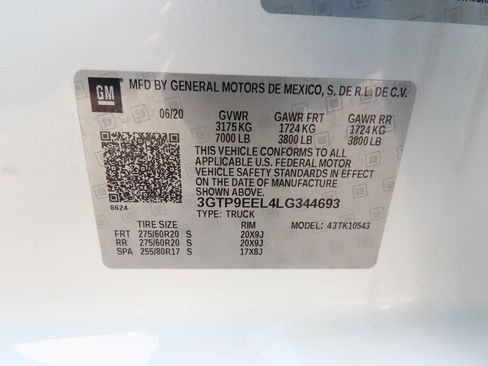 GM
MFD BY GENERAL MOTORS DE MEXICO, S. DE R.L. DE C.V.
06/20 GVWR GAWR FRT GAWR RR
3175 KG 1724 KG 1724 KG
7000 LB 3800 LB 3800 LB
THIS VEHICLE CONFORMS TO ALL
APPLICABLE U.S. FEDERAL MOTOR
VEHICLE SAFETY STANDARDS IN EFFECT
ON THE DATE OF MANUFACTURE
SHOWN ABOVE.
3GTP9EEL4LG344693
8624 TYPE: TRUCK
TIRE SIZE RIM MODEL: 43TK10543
FRT 275/60R20 S 20X9J
RR 275/60R20 S 20X9J
SPA 255/80R17 S 17X8J